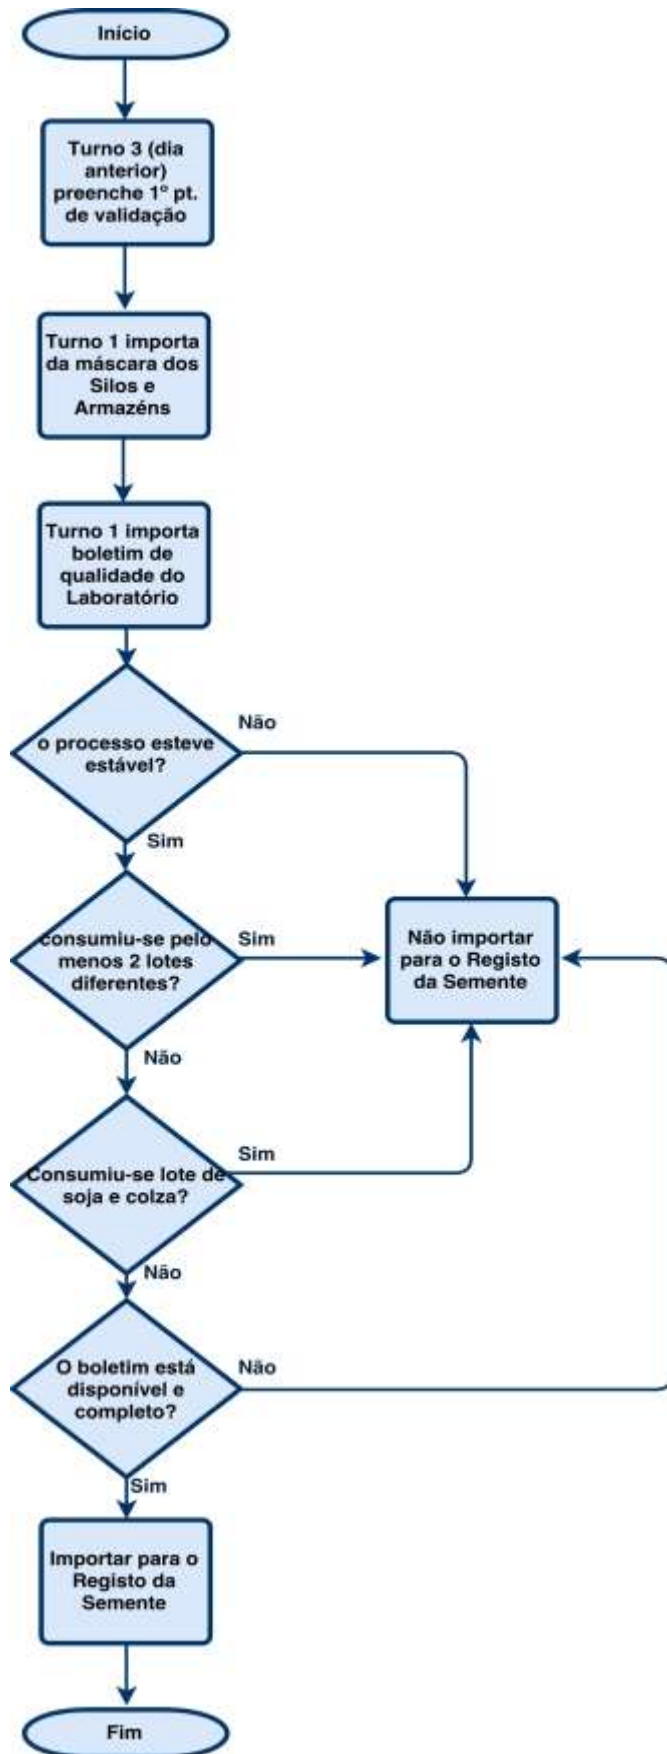 Início
Turno 3 (dia
anterior)
preenche 1º pt.
de validação
Turno 1 importa
da máscara dos
Silos e
Armazéns
Turno 1 importa
boletim de
qualidade do
Laboratório
o processo esteve
estável?
Não
Sim
consumiu-se pelo
menos 2 lotes
diferentes?
Sim
Não importar
para o Registo
da Semente
Não
Consumiu-se lote de
soja e colza?
Sim
Não
O boletim está
disponível e
completo?
Não
Sim
Importar para o
Registo da
Semente
Fim